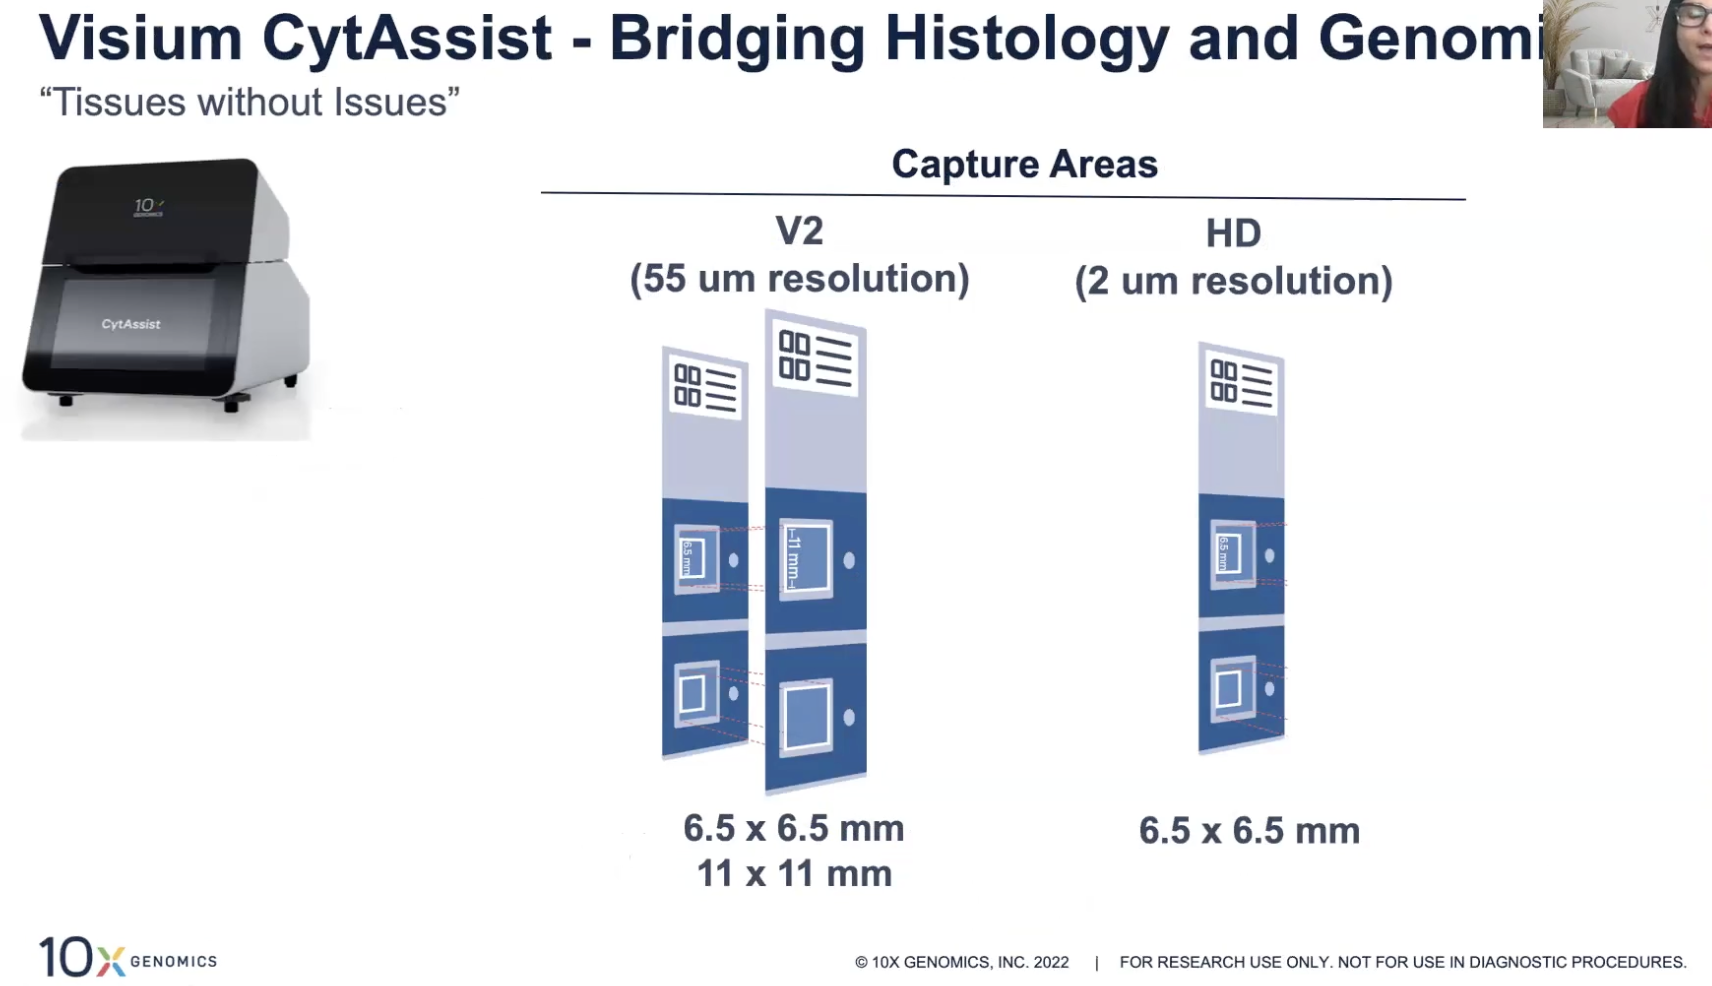 Visium CytAssist - Bridging Histology and Genomi
“Tissues without Issues”
10x
GENOMICS
CytAssist
Capture Areas
V2
(55 um resolution)
HD
(2 um resolution)
6.5 mm
11 mm
6.5 mm
6.5 x 6.5 mm
11 x 11 mm
6.5 x 6.5 mm
10x GENOMICS
© 10X GENOMICS, INC. 2022 | FOR RESEARCH USE ONLY. NOT FOR USE IN DIAGNOSTIC PROCEDURES.